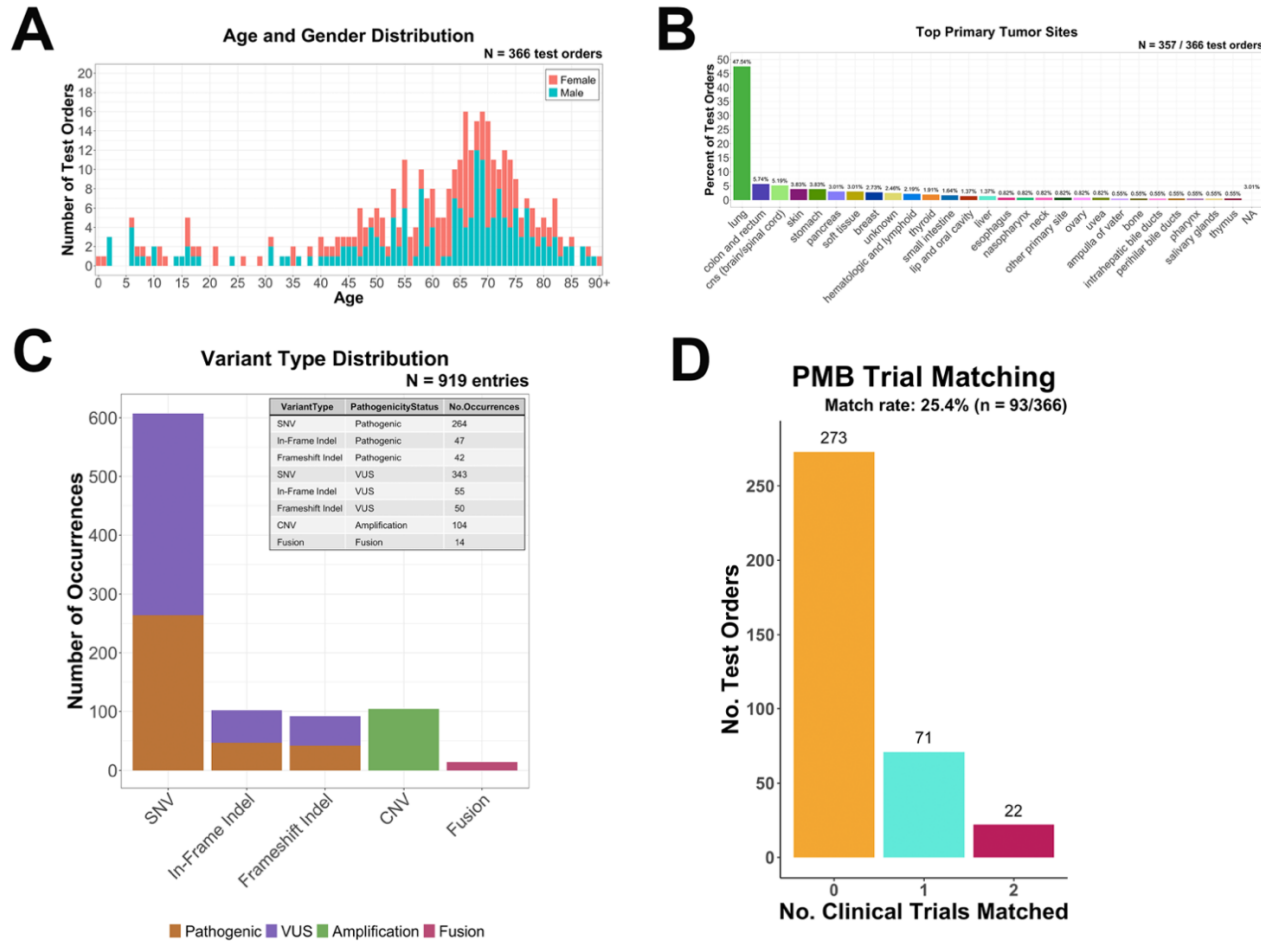 A
Age and Gender Distribution
N = 366 test orders
Female
Male
Number of Test Orders
20
18
16
14
12
10
8
6
4
2
0
0 5 10 15 20 25 30 35 40 45 50 55 60 65 70 75 80 85 90+
Age
B
Top Primary Tumor Sites
N = 357 / 366 test orders
Percent of Test Orders
50
45
40
35
30
25
20
15
10
5
0
47.54% 5.74% 5.19% 3.83% 3.83% 3.01% 3.01% 2.73% 2.46% 2.19% 1.91% 1.64% 1.37% 1.37% 0.82% 0.82% 0.82% 0.82% 0.82% 0.82% 0.55% 0.55% 0.55% 0.55% 0.55% 0.55% 0.55% 3.01%
lung
colon and rectum
cns (brain/spinal cord)
skin
stomach
pancreas
soft tissue
breast
unknown
hematologic and lymphoid
thyroid
small intestine
lip and oral cavity
liver
esophagus
nasopharynx
neck
other primary site
ovary
uvea
ampulla of vater
bone
intrahepatic bile ducts
perihilar bile ducts
pharynx
salivary glands
thymus
NA
C
Variant Type Distribution
N = 919 entries
Number of Occurrences
600
500
400
300
200
100
0
VariantType PathogenicityStatus No.Occurrences
SNV Pathogenic 264
In-Frame Indel Pathogenic 47
Frameshift Indel Pathogenic 42
SNV VUS 343
In-Frame Indel VUS 55
Frameshift Indel VUS 50
CNV Amplification 104
Fusion Fusion 14
SNV
In-Frame Indel
Frameshift Indel
CNV
Fusion
Pathogenic VUS Amplification Fusion
D
PMB Trial Matching
Match rate: 25.4% (n = 93/366)
No. Test Orders
250
200
150
100
50
0
273
71
22
0 1 2
No. Clinical Trials Matched